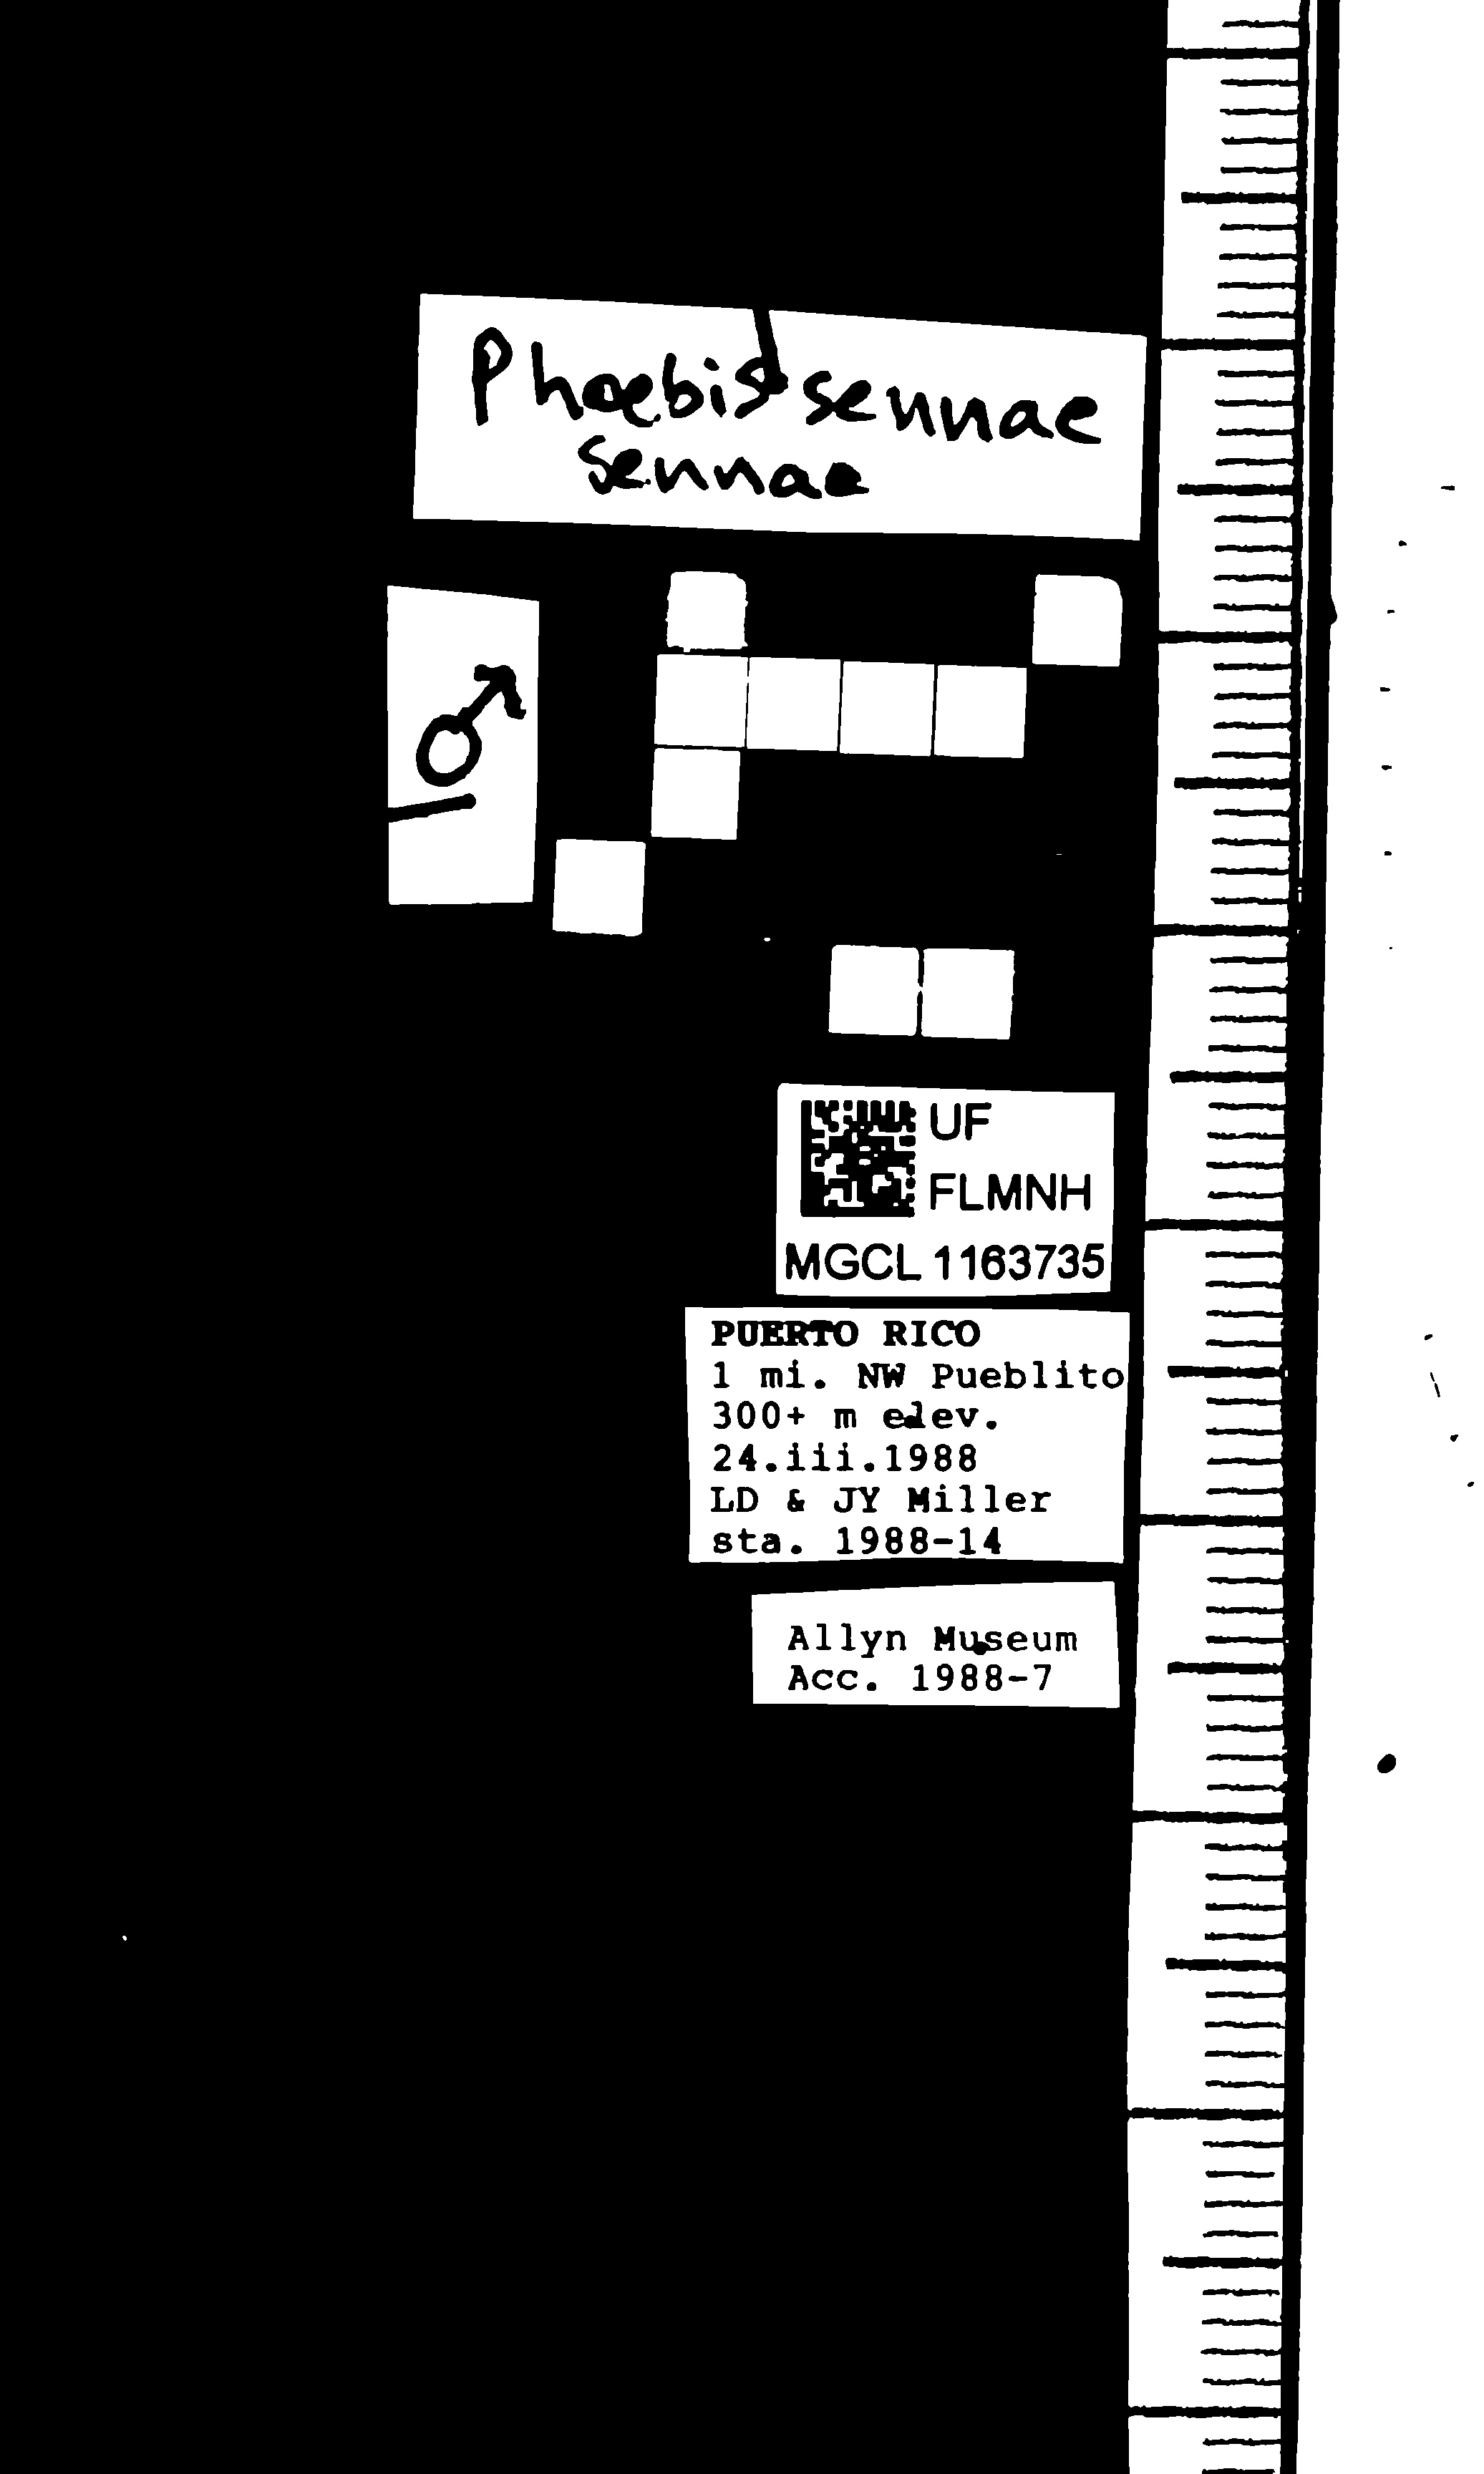 Phoebis sennae
sennae
♂
UF
FLMNH
MGCL 1163735
PUERTO RICO
1 mi. NW Pueblito
300+ m elev.
24.iii.1988
LD & JY Miller
sta. 1988-14
Allyn Museum
Acc. 1988-7